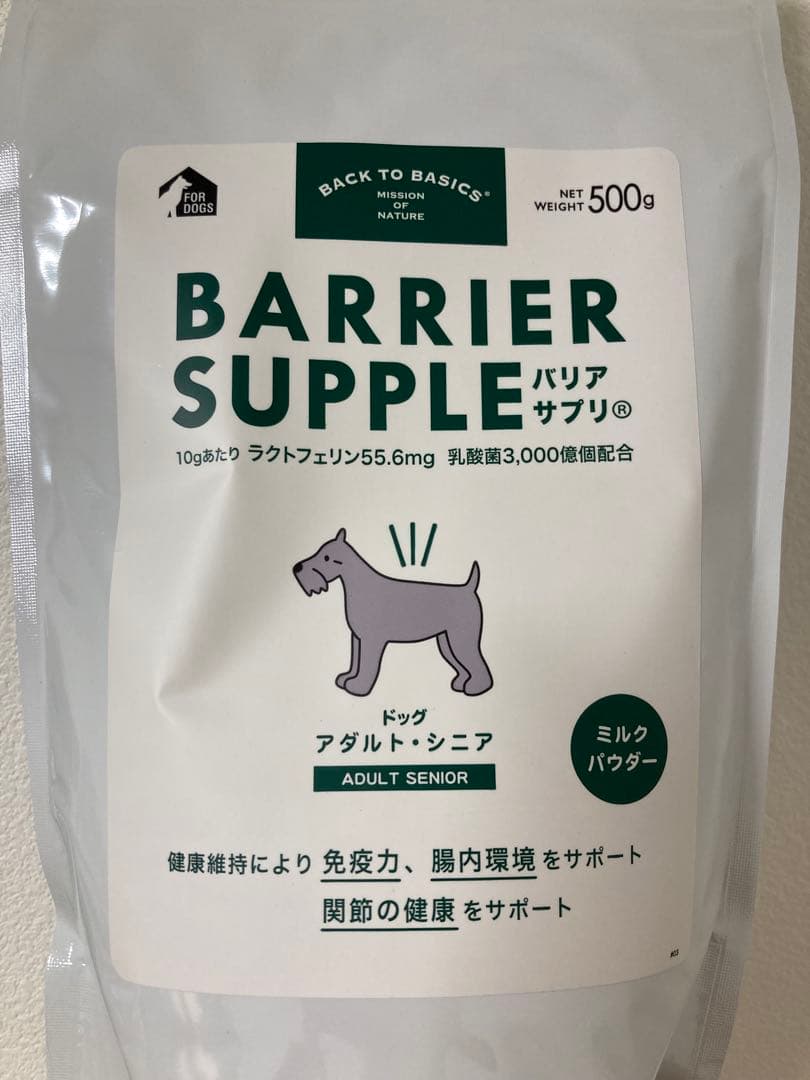 FOR
DOGS
BACK TO BASICS®
MISSION
OF
NATURE
NET
WEIGHT 500g
BARRIER
SUPPLE
バリア
サプリ®
10gあたり ラクトフェリン55.6mg 乳酸菌3,000億個配合
ドッグ
アダルト・シニア
ADULT SENIOR
ミルク
パウダー
健康維持により 免疫力、腸内環境 をサポート
関節の健康 をサポート